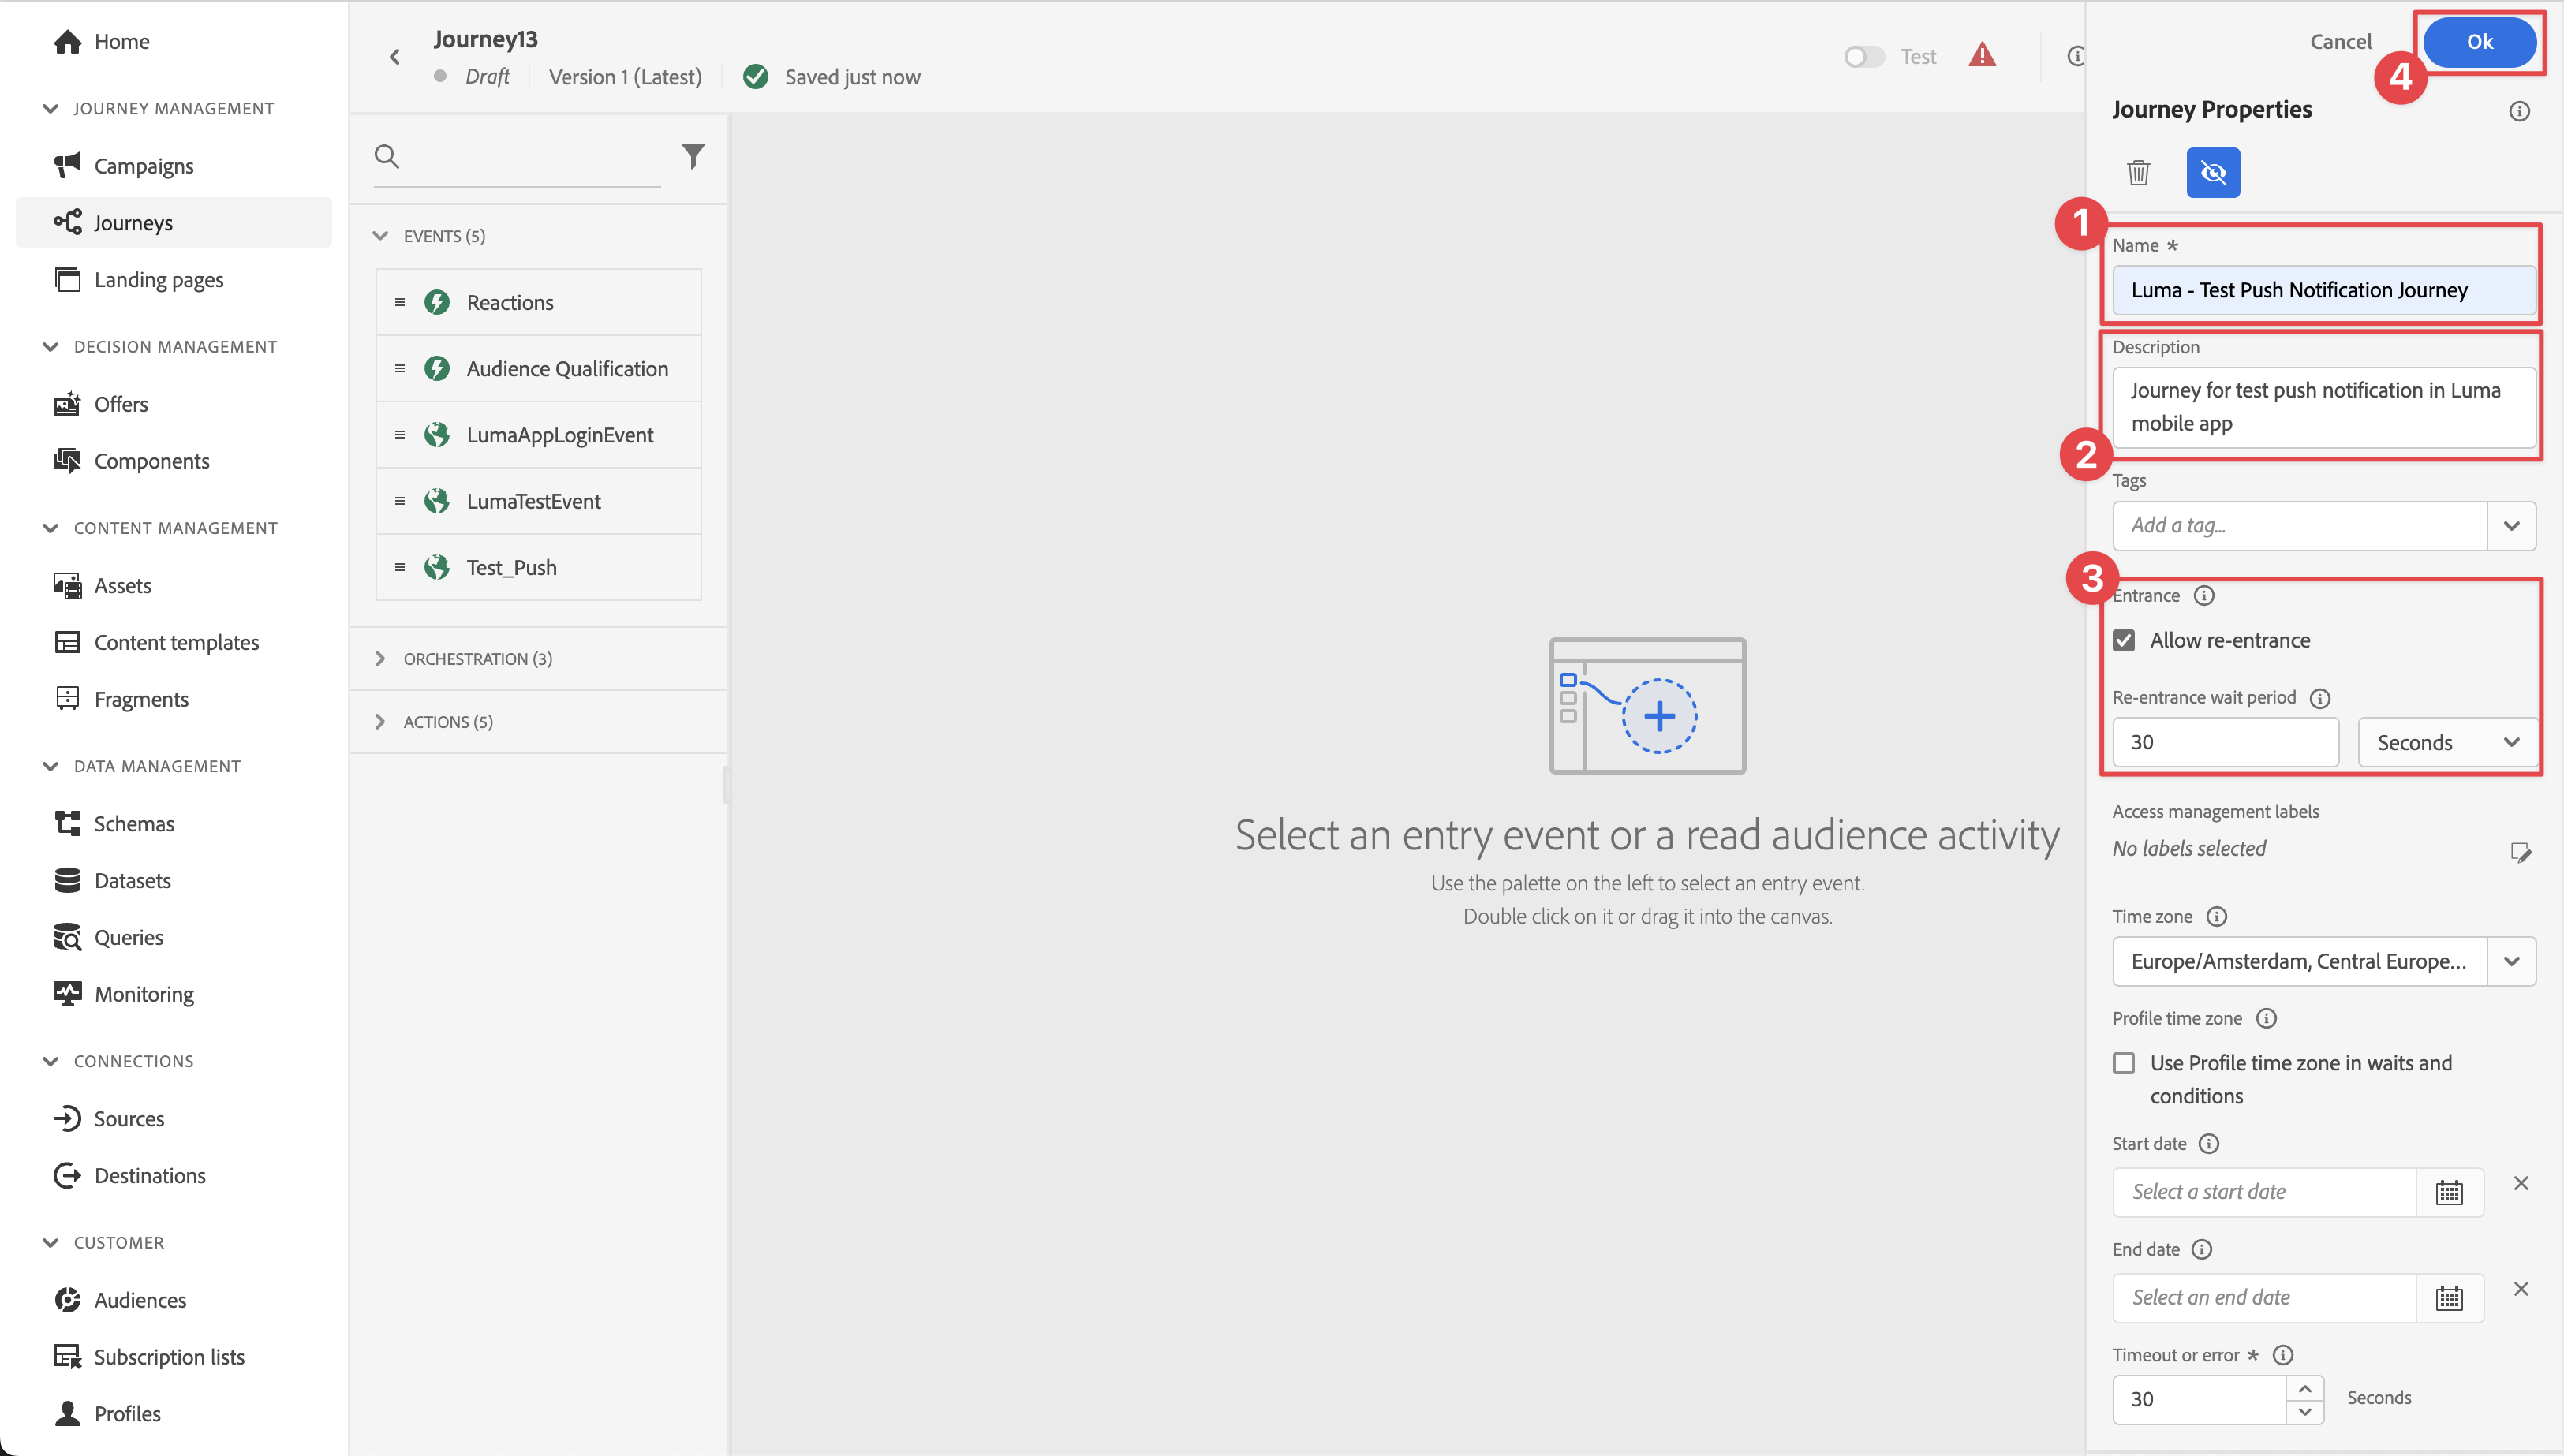 Home
JOURNEY MANAGEMENT
Campaigns
Journeys
Landing pages
DECISION MANAGEMENT
Offers
Components
CONTENT MANAGEMENT
Assets
Content templates
Fragments
DATA MANAGEMENT
Schemas
Datasets
Queries
Monitoring
CONNECTIONS
Sources
Destinations
CUSTOMER
Audiences
Subscription lists
Profiles
Journey13
Draft
Version 1 (Latest)
Saved just now
Test
EVENTS (5)
Reactions
Audience Qualification
LumaAppLoginEvent
LumaTestEvent
Test_Push
ORCHESTRATION (3)
ACTIONS (5)
Select an entry event or a read audience activity
Use the palette on the left to select an entry event.
Double click on it or drag it into the canvas.
Cancel
Ok
4
Journey Properties
1
Name *
Luma - Test Push Notification Journey
Description
Journey for test push notification in Luma
mobile app
2
Tags
Add a tag...
3
Entrance
Allow re-entrance
Re-entrance wait period
30
Seconds
Access management labels
No labels selected
Time zone
Europe/Amsterdam, Central Europe...
Profile time zone
Use Profile time zone in waits and
conditions
Start date
Select a start date
End date
Select an end date
Timeout or error *
30
Seconds